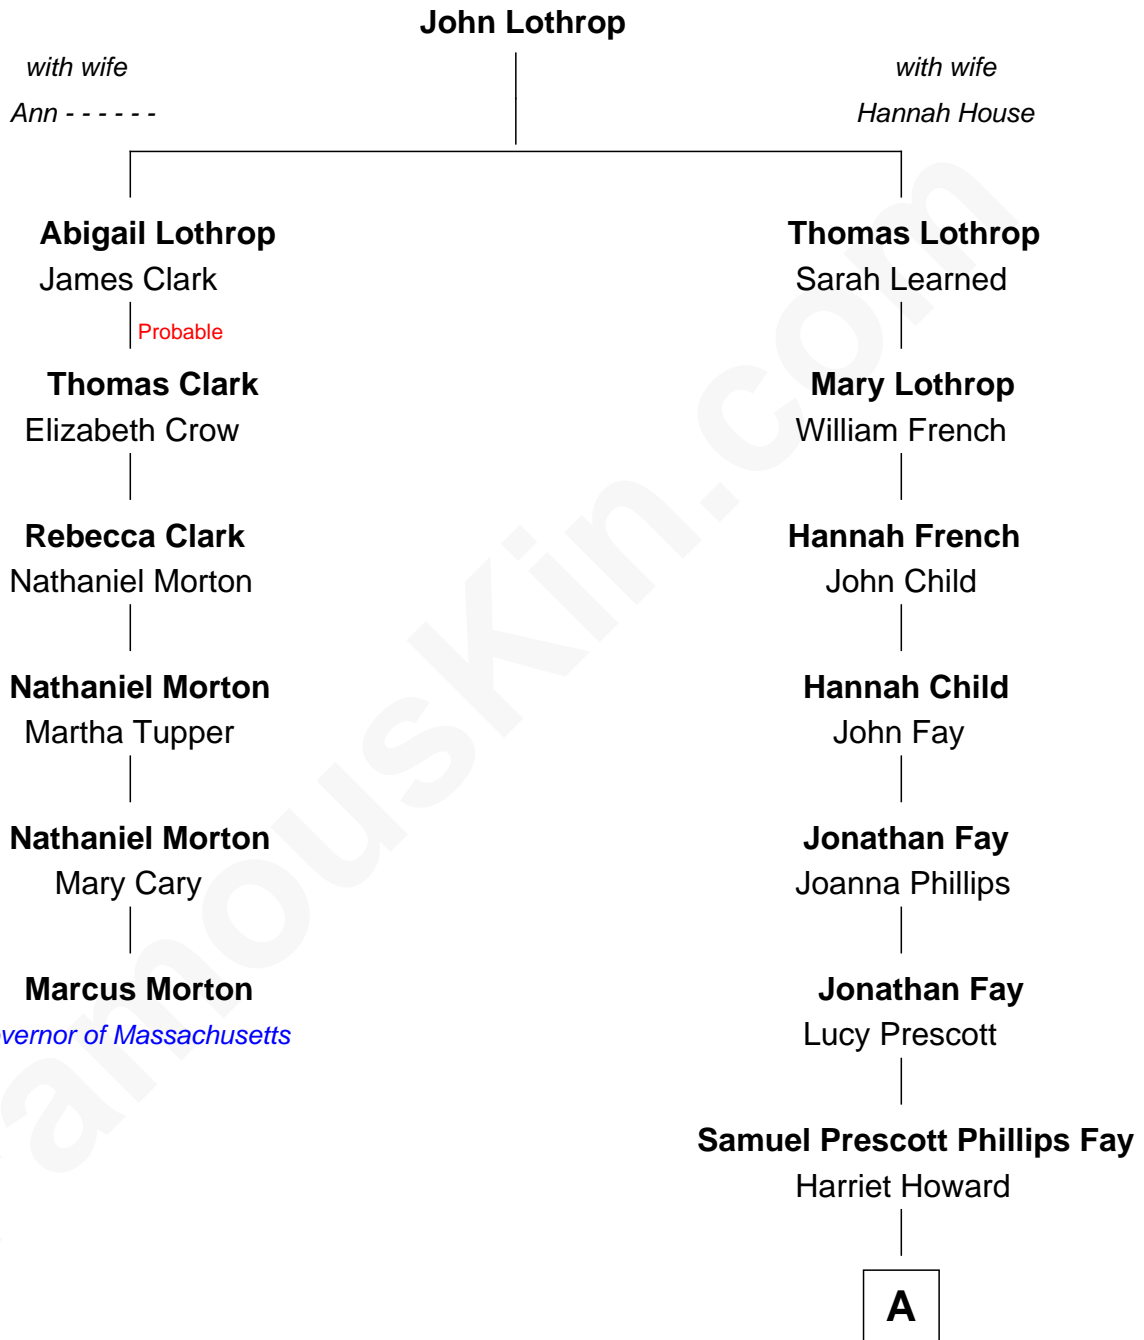 John Lothrop
with wife
Ann - - - - - -
with wife
Hannah House
Abigail Lothrop
James Clark
Probable
Thomas Clark
Elizabeth Crow
Rebecca Clark
Nathaniel Morton
Nathaniel Morton
Martha Tupper
Nathaniel Morton
Mary Cary
Marcus Morton
vernor of Massachusetts
Thomas Lothrop
Sarah Learned
Mary Lothrop
William French
Hannah French
John Child
Hannah Child
John Fay
Jonathan Fay
Joanna Phillips
Jonathan Fay
Lucy Prescott
Samuel Prescott Phillips Fay
Harriet Howard
A
amouskin.com